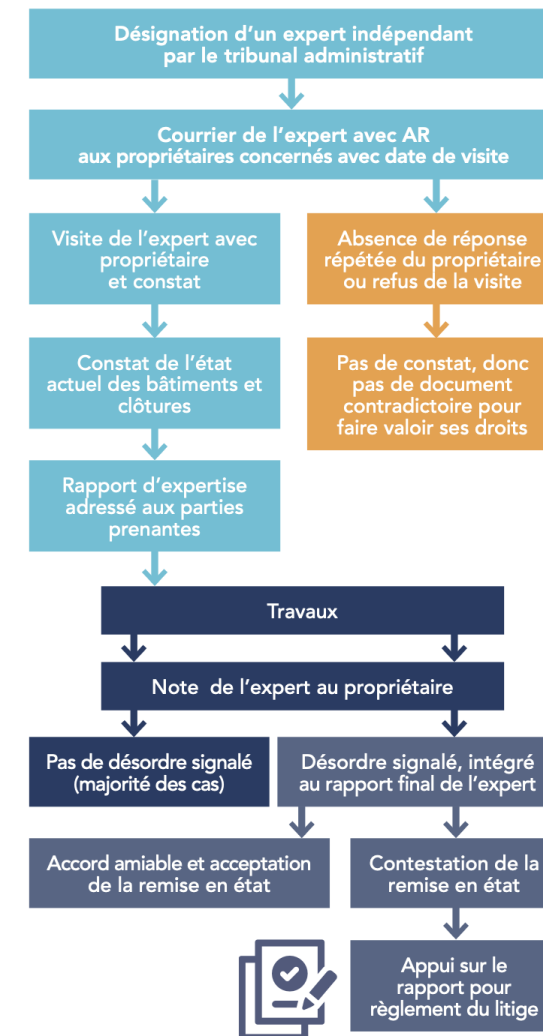 Désignation d'un expert indépendant
par le tribunal administratif
Courrier de l'expert avec AR
aux propriétaires concernés avec date de visite
Visite de l'expert avec
propriétaire
et constat
Absence de réponse
répétée du propriétaire
ou refus de la visite
Constat de l'état
actuel des bâtiments et
clôtures
Pas de constat, donc
pas de document
contradictoire pour
faire valoir ses droits
Rapport d'expertise
adressé aux parties
prenantes
Travaux
Note de l'expert au propriétaire
Pas de désordre signalé
(majorité des cas)
Désordre signalé, intégré
au rapport final de l'expert
Accord amiable et acceptation
de la remise en état
Contestation de la
remise en état
Appui sur le
rapport pour
règlement du litige